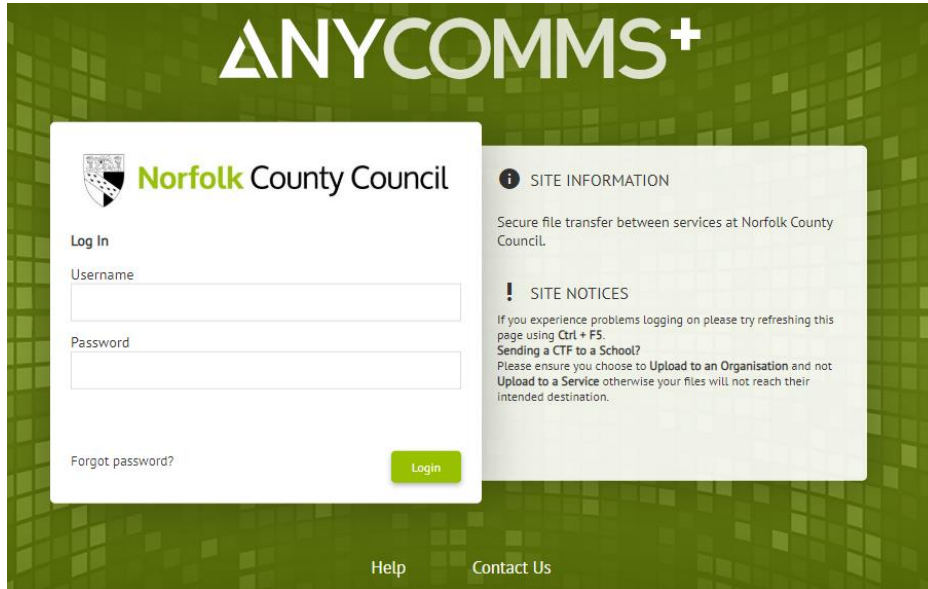 ANYCOMMS+
Norfolk County Council
Log In
Username
Password
Forgot password?
Login
SITE INFORMATION
Secure file transfer between services at Norfolk County
Council.
SITE NOTICES
If you experience problems logging on please try refreshing this
page using Ctrl + F5.
Sending a CTF to a School?
Please ensure you choose to Upload to an Organisation and not
Upload to a Service otherwise your files will not reach their
intended destination.
Help
Contact Us